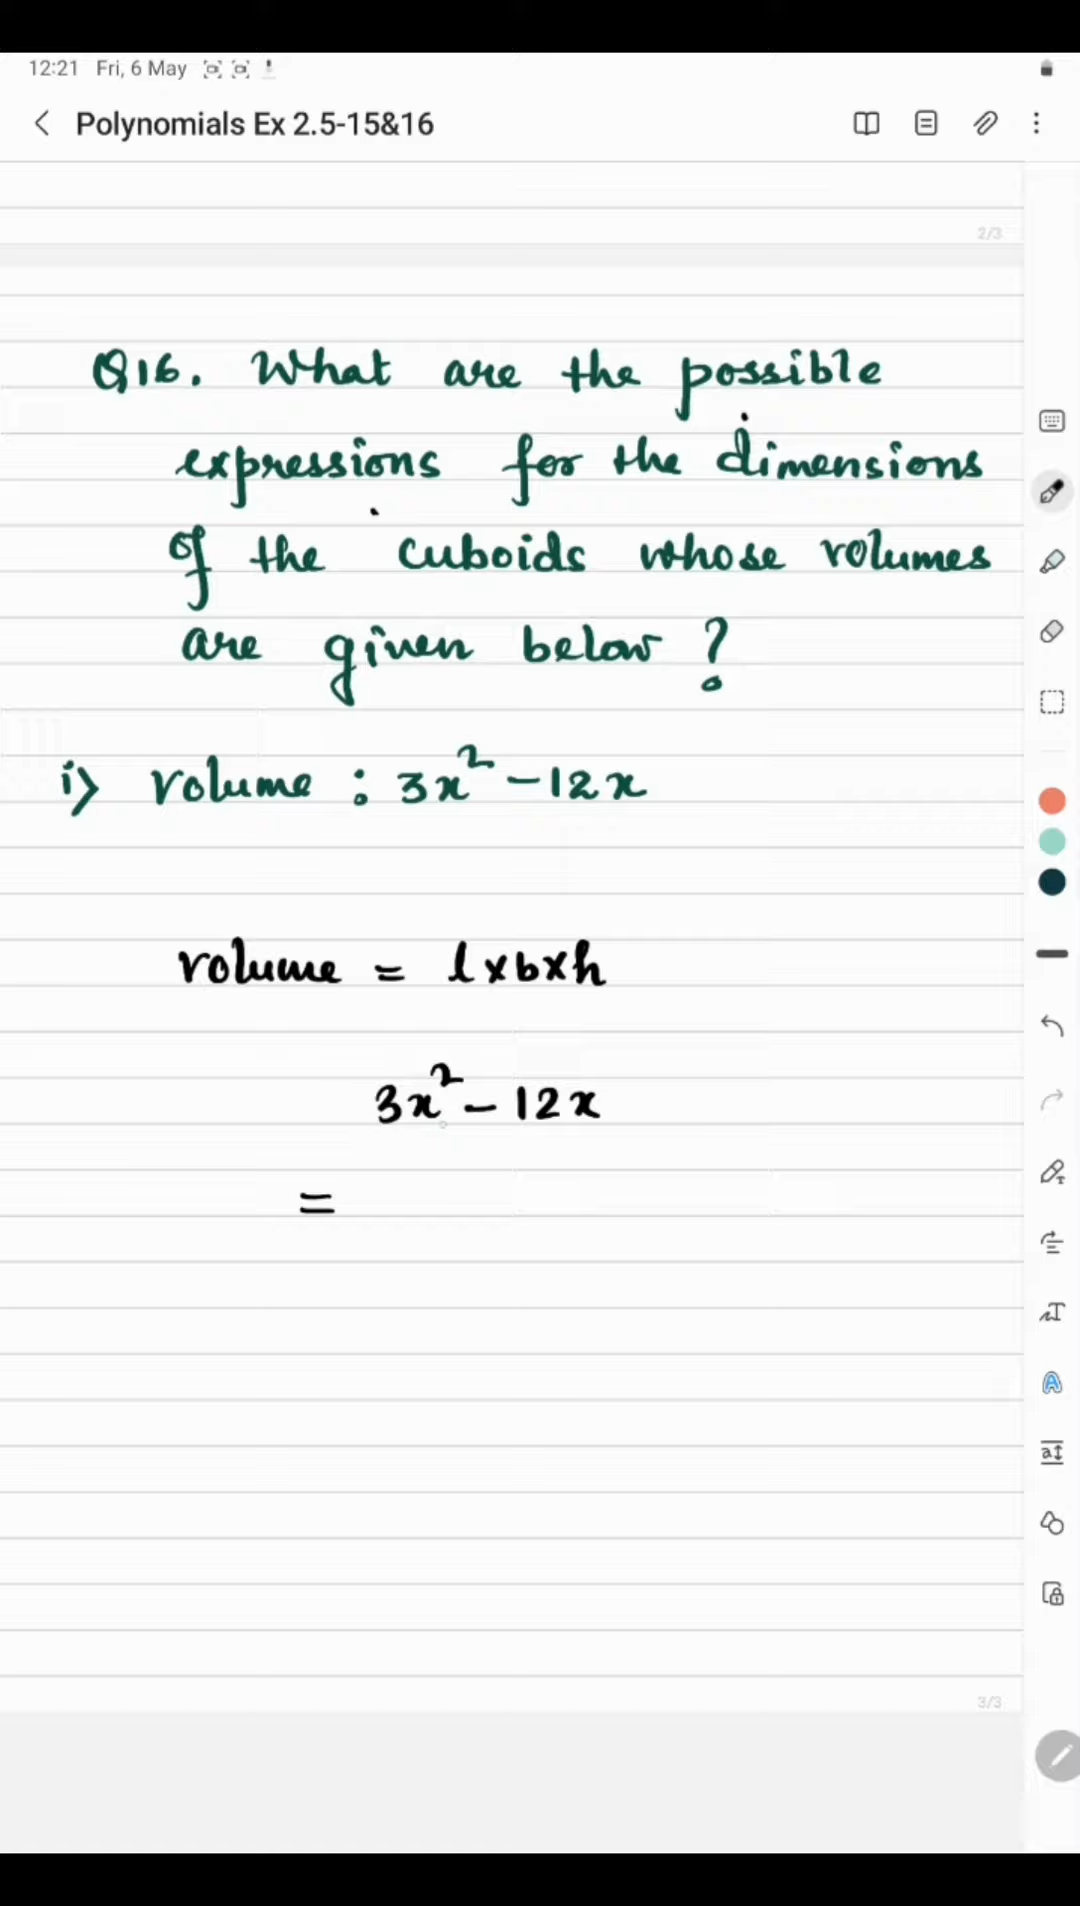 12:21 Fri, 6 May
Polynomials Ex 2.5-15&16
2/3
Q16. What are the possible
expressions for the dimensions
of the cuboids whose volumes
are given below ?
i) volume : 3x² - 12x
volume = l x b x h
3x² - 12x
=
3/3